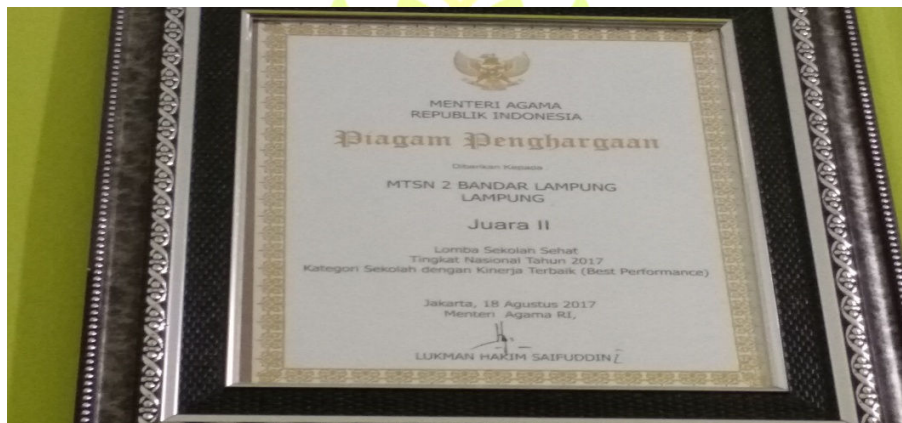 MENTERI AGAMA
REPUBLIK INDONESIA
Piagam Penghargaan
Diberikan Kepada
MTSN 2 BANDAR LAMPUNG
LAMPUNG
Juara II
Lomba Sekolah Sehat
Tingkat Nasional Tahun 2017
Kategori Sekolah dengan Kinerja Terbaik (Best Performance)
Jakarta, 18 Agustus 2017
Menteri Agama RI,
LUKMAN HAKIM SAIFUDDIN